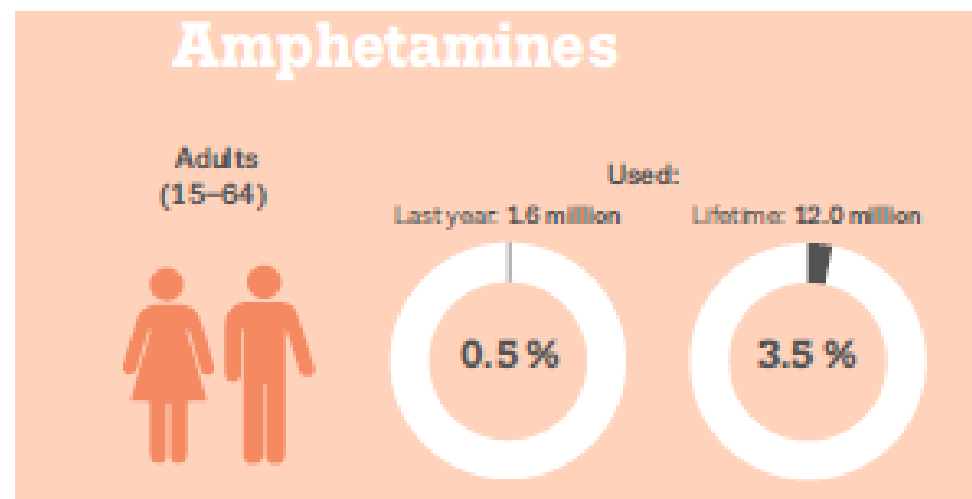 Amphetamines
Adults
(15–64)
Used:
Last year: 1.6 million
Lifetime: 12.0 million
0.5 %
3.5 %